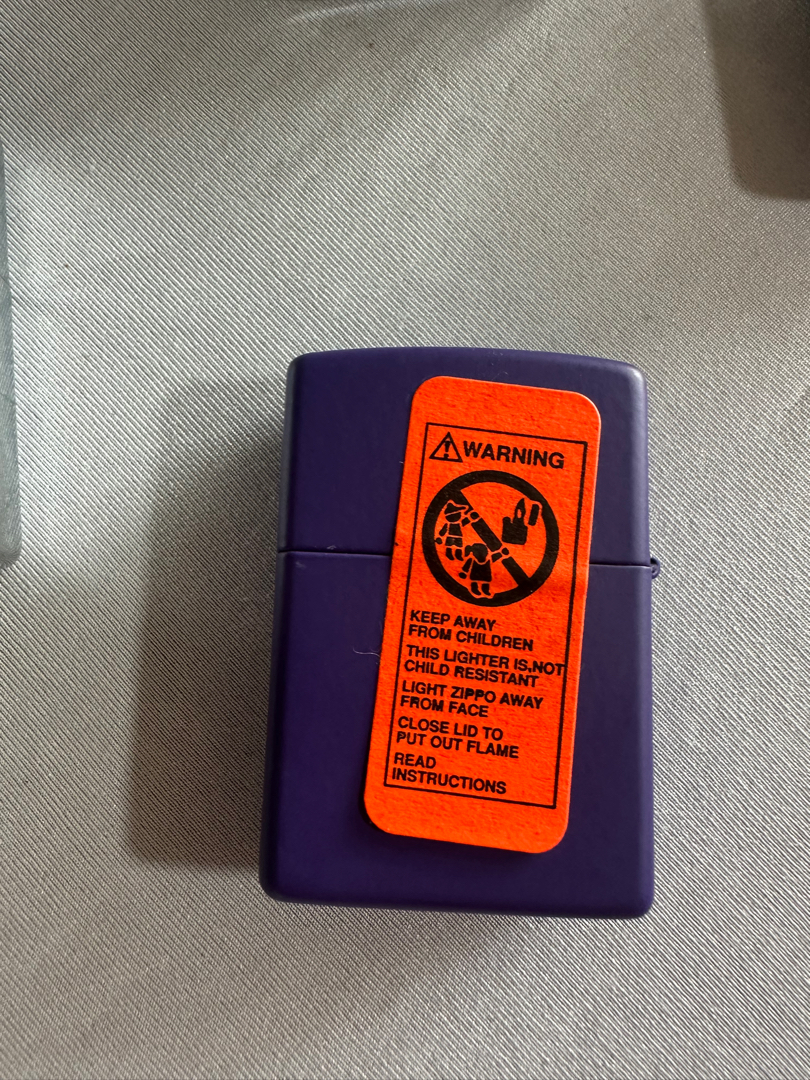 WARNING
KEEP AWAY
FROM CHILDREN
THIS LIGHTER IS NOT
CHILD RESISTANT
LIGHT ZIPPO AWAY
FROM FACE
CLOSE LID TO
PUT OUT FLAME
READ
INSTRUCTIONS